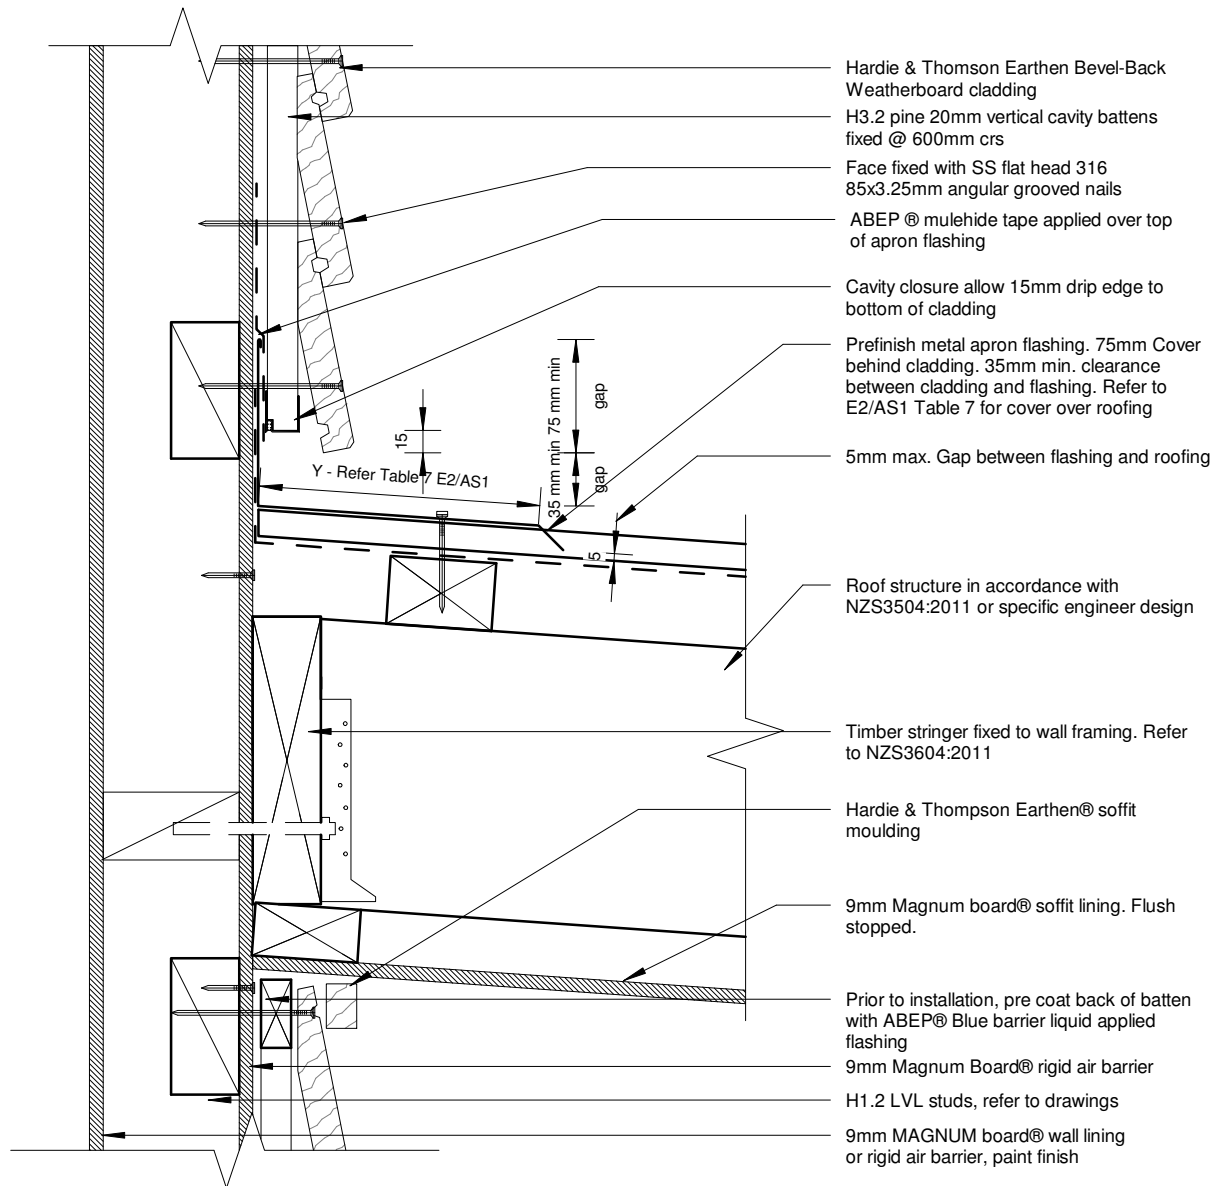 Hardie & Thomson Earthen Bevel-Back
Weatherboard cladding
H3.2 pine 20mm vertical cavity battens
fixed @ 600mm crs
Face fixed with SS flat head 316
85x3.25mm angular grooved nails
ABEP ® mulehide tape applied over top
of apron flashing
Cavity closure allow 15mm drip edge to
bottom of cladding
Prefinish metal apron flashing. 75mm Cover
behind cladding. 35mm min. clearance
between cladding and flashing. Refer to
E2/AS1 Table 7 for cover over roofing
75 mm min
gap
15
35 mm min
gap
Y - Refer Table 7 E2/AS1
5mm max. Gap between flashing and roofing
5
Roof structure in accordance with
NZS3504:2011 or specific engineer design
Timber stringer fixed to wall framing. Refer
to NZS3604:2011
Hardie & Thompson Earthen® soffit
moulding
9mm Magnum board® soffit lining. Flush
stopped.
Prior to installation, pre coat back of batten
with ABEP® Blue barrier liquid applied
flashing
9mm Magnum Board® rigid air barrier
H1.2 LVL studs, refer to drawings
9mm MAGNUM board® wall lining
or rigid air barrier, paint finish